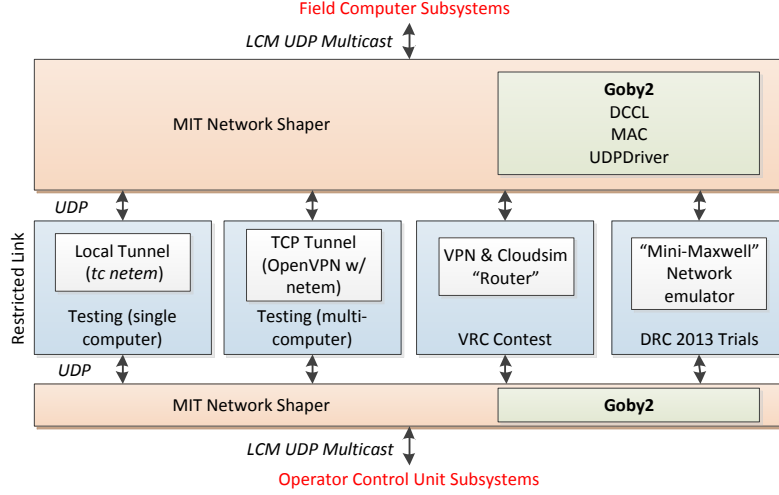 Field Computer Subsystems
LCM UDP Multicast
MIT Network Shaper
Goby2
DCCL
MAC
UDPDriver
UDP
Restricted Link
Local Tunnel
(tc netem)
Testing (single
computer)
TCP Tunnel
(OpenVPN w/
netem)
Testing (multi-
computer)
VPN & Cloudsim
“Router”
VRC Contest
“Mini-Maxwell”
Network
emulator
DRC 2013 Trials
UDP
MIT Network Shaper
Goby2
LCM UDP Multicast
Operator Control Unit Subsystems